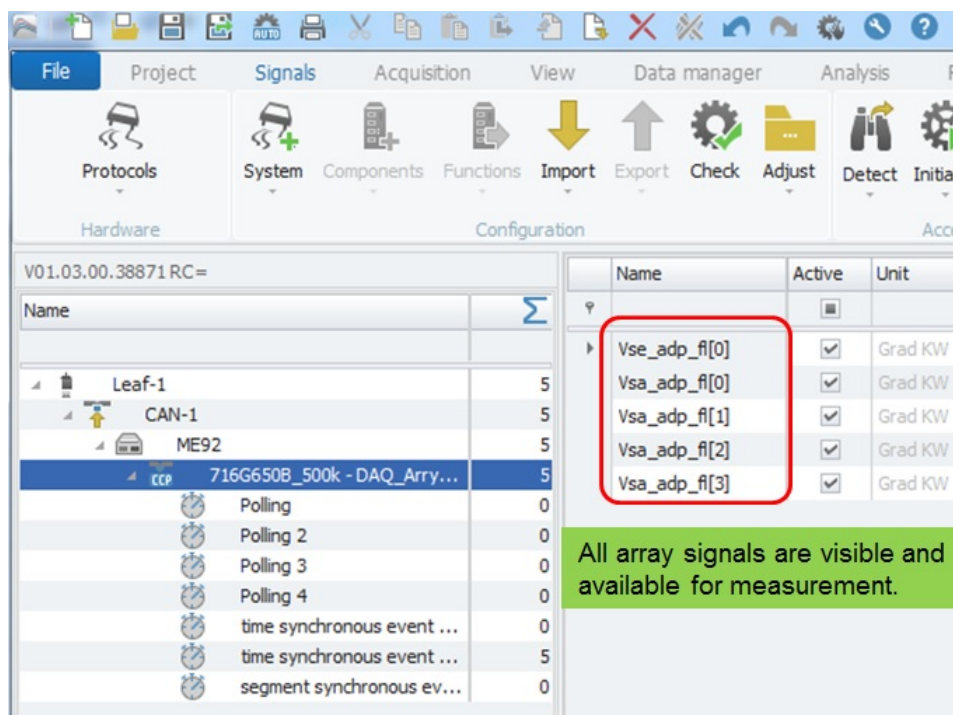 AUTO
File Project Signals Acquisition View Data manager Analysis
Protocols System Components Functions Import Export Check Adjust Detect
Hardware Configuration
V01.03.00.38871 RC=
Name Active Unit
Name Σ
Vse_adp_fl[0] Grad KW
Leaf-1 5
Vsa_adp_fl[0] Grad KW
CAN-1 5
Vsa_adp_fl[1] Grad KW
ME92 5
Vsa_adp_fl[2] Grad KW
CCP 716G650B_500k - DAQ_Arry... 5
Vsa_adp_fl[3] Grad KW
Polling 0
Polling 2 0
Polling 3 0
Polling 4 0
time synchronous event ... 0
time synchronous event ... 5
segment synchronous ev... 0
All array signals are visible and
available for measurement.